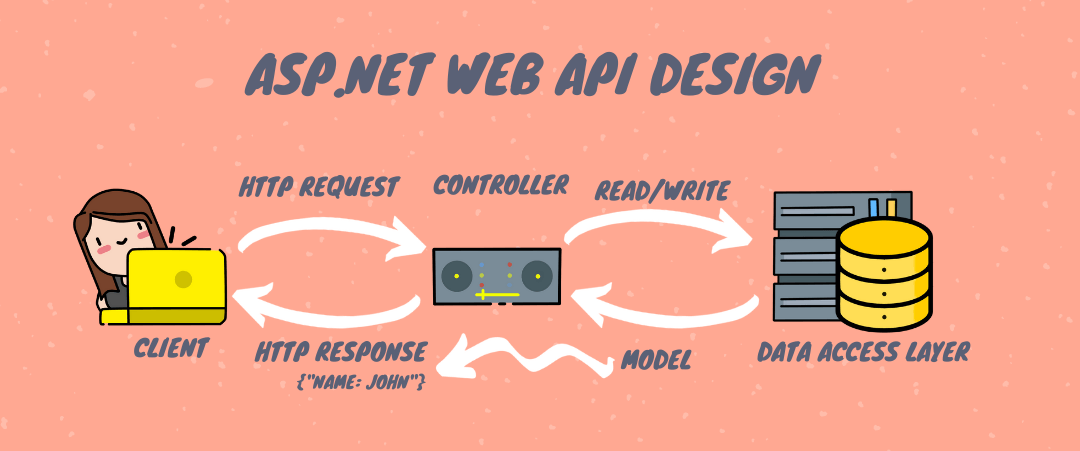 ASP.NET WEB API DESIGN
HTTP REQUEST
CONTROLLER
READ/WRITE
CLIENT
HTTP RESPONSE
{"NAME: JOHN"}
MODEL
DATA ACCESS LAYER